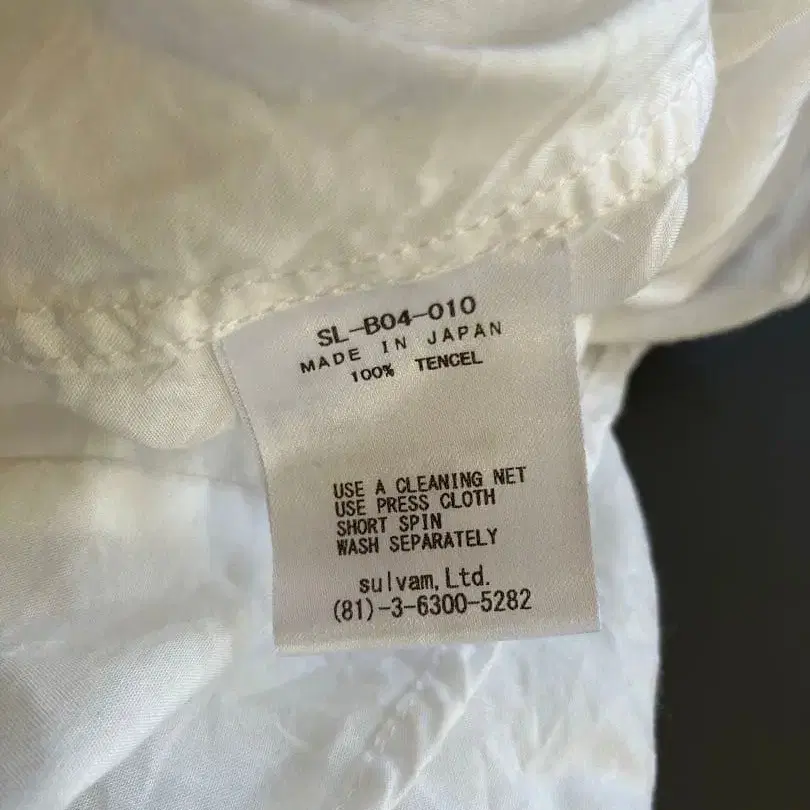 SL-B04-010
MADE IN JAPAN
100% TENCEL
USE A CLEANING NET
USE PRESS CLOTH
SHORT SPIN
WASH SEPARATELY
sulvam, Ltd.
(81)-3-6300-5282